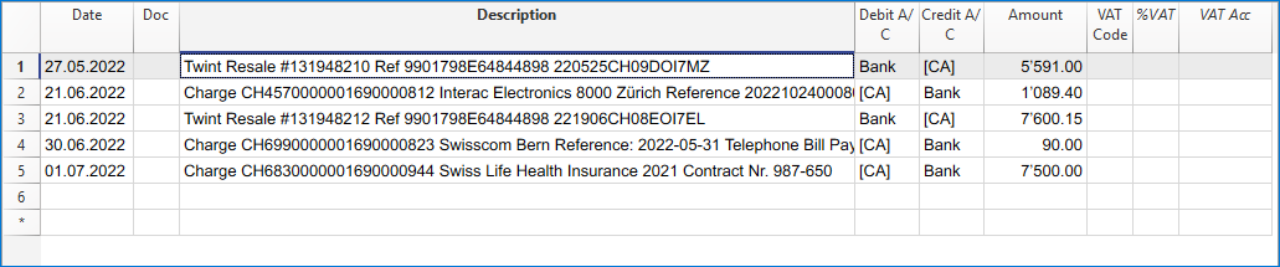 Date Doc Description Debit A/C Credit A/C Amount VAT Code %VAT VAT Acc
1 27.05.2022 Twint Resale #131948210 Ref 9901798E64844898 220525CH09DOI7MZ Bank [CA] 5'591.00
2 21.06.2022 Charge CH4570000001690000812 Interac Electronics 8000 Zürich Reference 2022102400080 [CA] Bank 1'089.40
3 21.06.2022 Twint Resale #131948212 Ref 9901798E64844898 221906CH08EOI7EL Bank [CA] 7'600.15
4 30.06.2022 Charge CH6990000001690000823 Swisscom Bern Reference: 2022-05-31 Telephone Bill Pay [CA] Bank 90.00
5 01.07.2022 Charge CH6830000001690000944 Swiss Life Health Insurance 2021 Contract Nr. 987-650 [CA] Bank 7'500.00
6
*